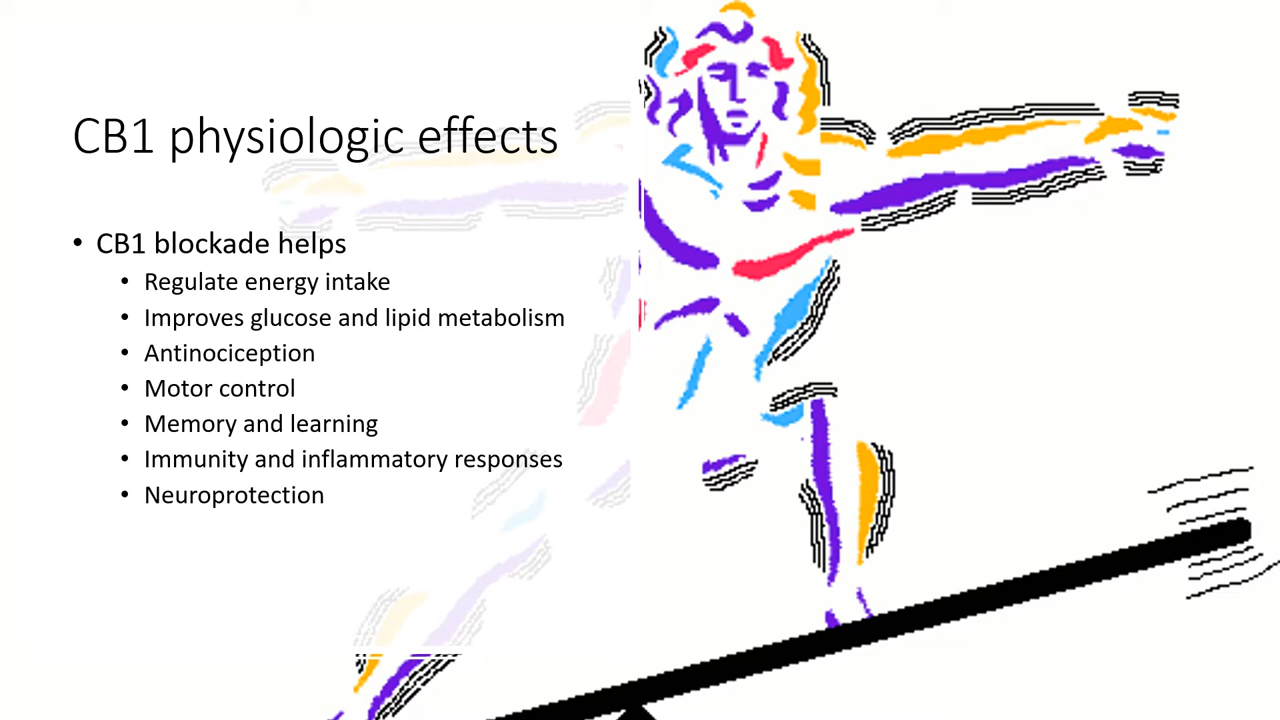 CB1 physiologic effects
• CB1 blockade helps
• Regulate energy intake
• Improves glucose and lipid metabolism
• Antinociception
• Motor control
• Memory and learning
• Immunity and inflammatory responses
• Neuroprotection